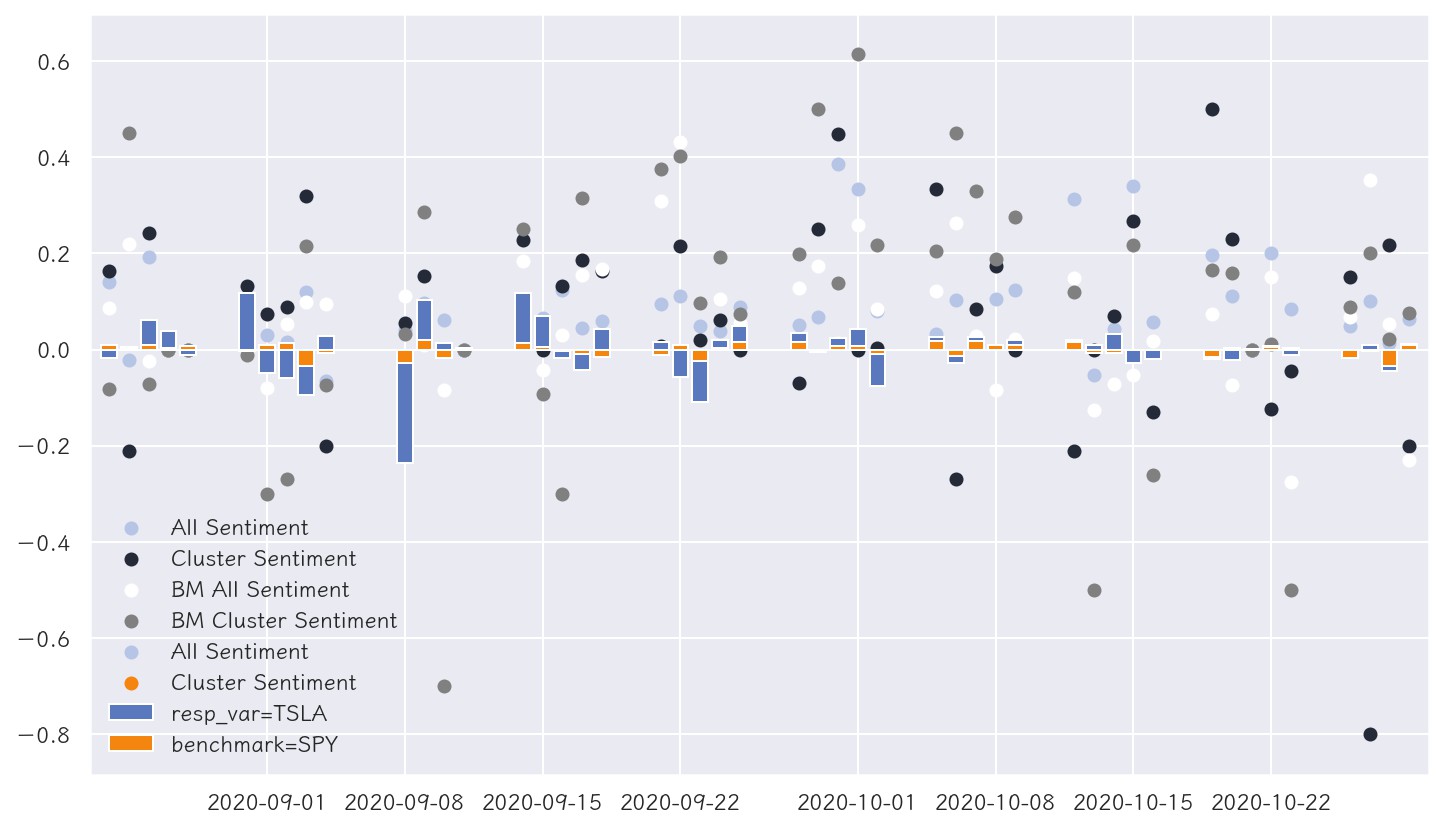 0.6
0.4
0.2
0.0
−0.2
−0.4
−0.6
−0.8
All Sentiment
Cluster Sentiment
BM All Sentiment
BM Cluster Sentiment
All Sentiment
Cluster Sentiment
resp_var=TSLA
benchmark=SPY
2020-09-01 2020-09-08 2020-09-15 2020-09-22 2020-10-01 2020-10-08 2020-10-15 2020-10-22